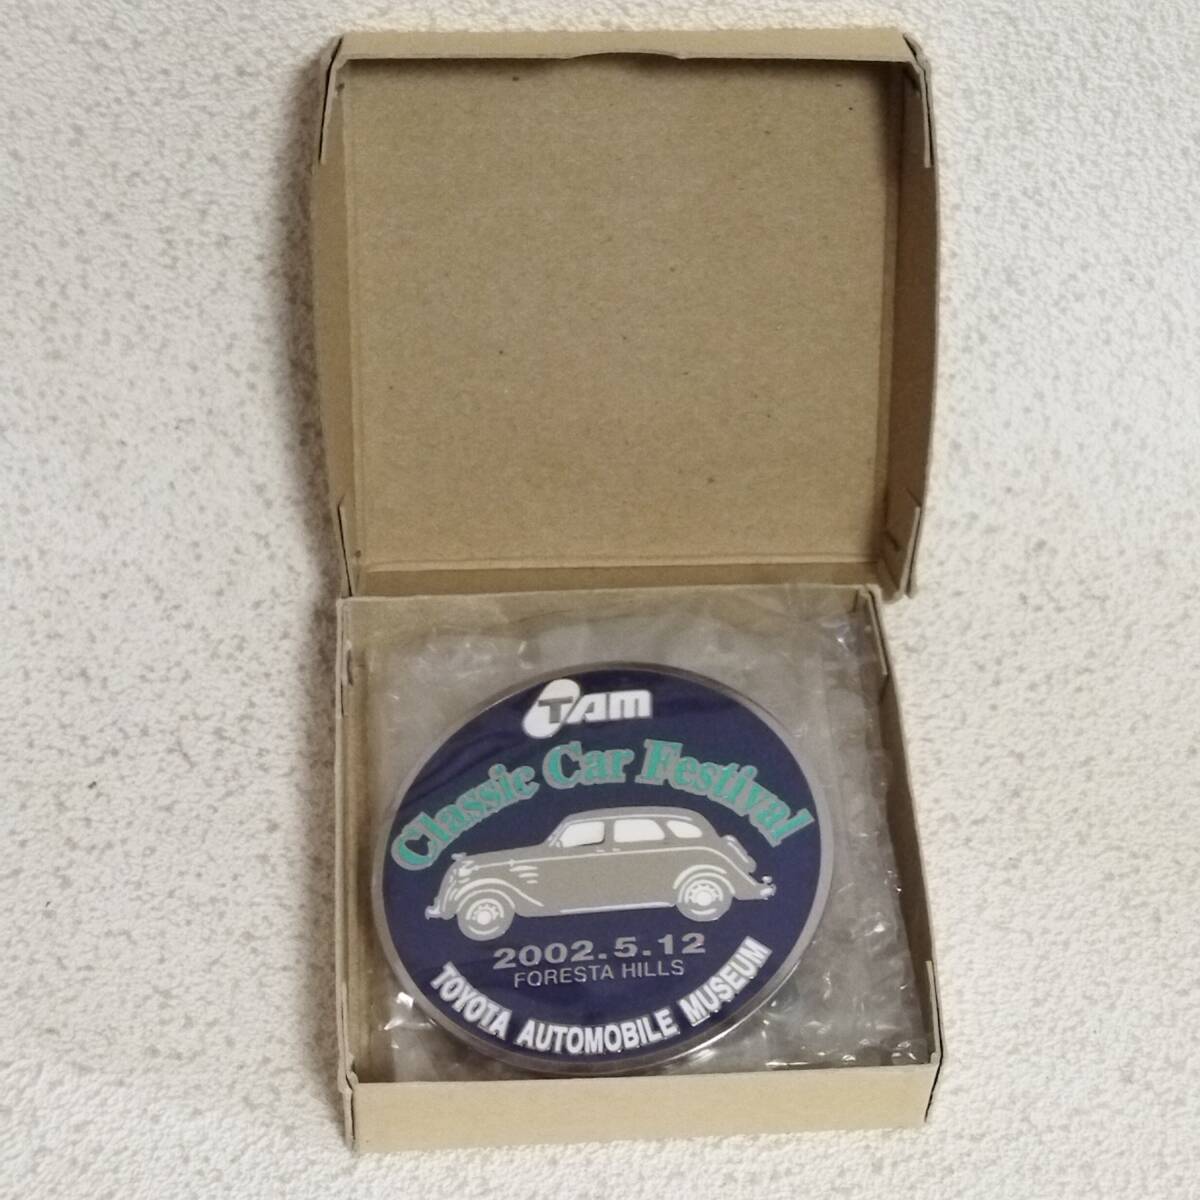 TAM
Classic Car Festival
2002.5.12
FORESTA HILLS
TOYOTA AUTOMOBILE MUSEUM